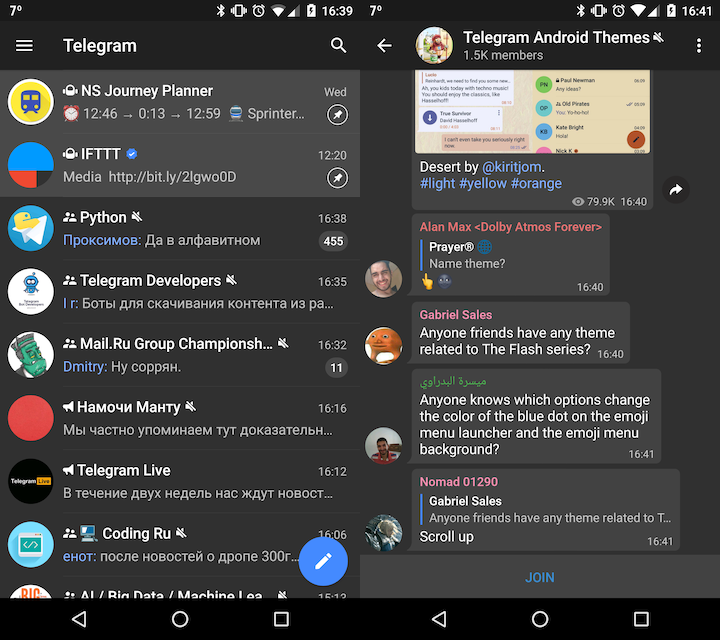 7°
16:39
Telegram
NS Journey Planner
Wed
12:46 → 0:13 → 12:59 Sprinter...
IFTTT
12:20
Media http://bit.ly/2lgwo0D
Python
16:38
Проксимов: Да в алфавитном
455
Telegram Developers
16:35
I r: Боты для скачивания контента из ра...
Mail.Ru Group Championsh...
16:32
Dmitry: Ну соррян.
11
Намочи Манту
16:16
Мы часто упоминаем тут доказательн...
Telegram Live
16:12
В течение двух недель нас ждут новост...
Coding Ru
16:06
енот: после новостей о дропе 300г...
AI / Big Data / Machine Lea...
15:13
7°
16:41
Telegram Android Themes
1.5K members
Reinhardt, we need to find you some new...
Ah, you kids today with techno music!
You should enjoy the classics, like
Hasselhoff!
True Survivor
David Hasselhoff
I can't even take you seriously
right now.
PN
Paul Newman
Any ideas?
OP
Old Pirates
You: Yo-ho-ho!
KB
Kate Bright
Hola!
Nick K
Desert by @kiritjom.
#light #yellow #orange
79.9K 16:40
Alan Max <Dolby Atmos Forever>
Prayer®
Name theme?
16:40
Gabriel Sales
Anyone friends have any theme
related to The Flash series?
16:40
ميسرة البدراوي
Anyone knows which options change
the color of the blue dot on the emoji
menu launcher and the emoji menu
background?
16:41
Nomad 01290
Gabriel Sales
Anyone friends have any theme related to T...
Scroll up
16:41
JOIN